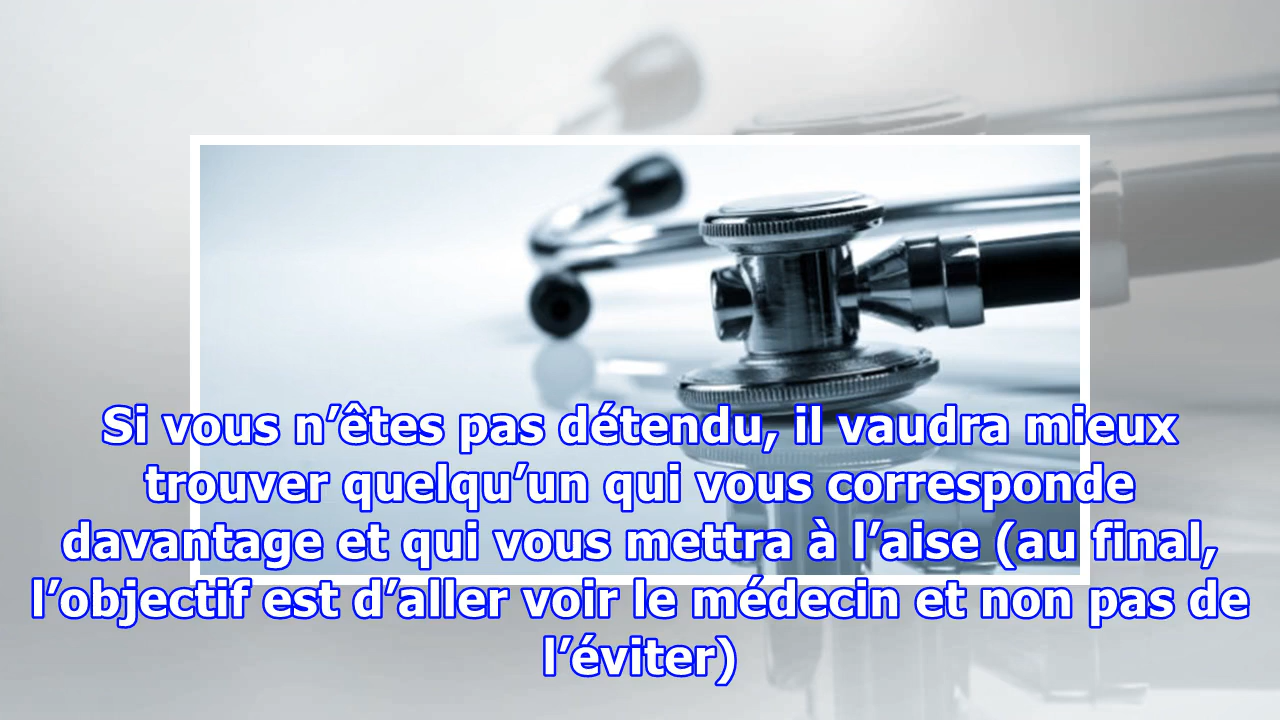 Si vous n’êtes pas détendu, il vaudra mieux
trouver quelqu’un qui vous corresponde
davantage et qui vous mettra à l’aise (au final,
l’objectif est d’aller voir le médecin et non pas de
l’éviter)